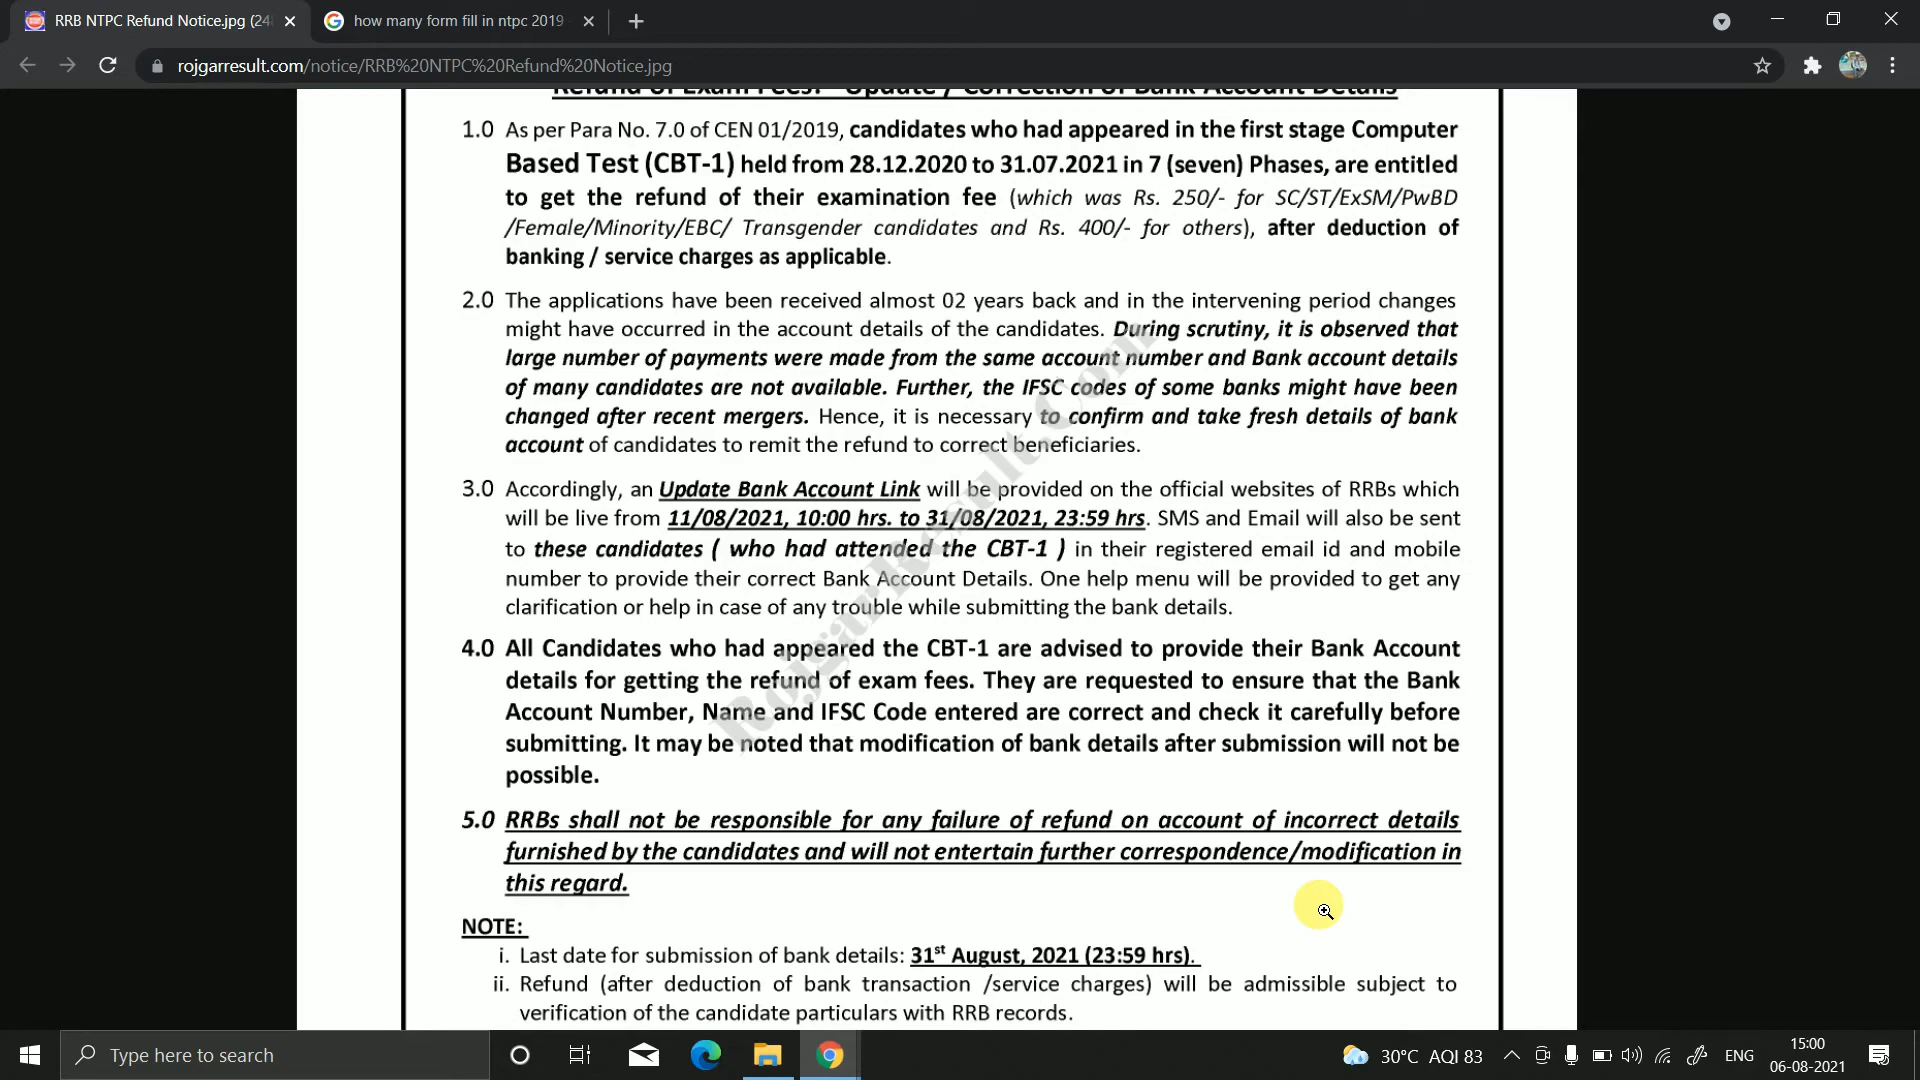 RRB NTPC Refund Notice.jpg (24
how many form fill in ntpc 2019
rojgarresult.com/notice/RRB%20NTPC%20Refund%20Notice.jpg
Refund of Exam Fees: Update / Correction of Bank Account Details
1.0 As per Para No. 7.0 of CEN 01/2019, candidates who had appeared in the first stage Computer
Based Test (CBT-1) held from 28.12.2020 to 31.07.2021 in 7 (seven) Phases, are entitled
to get the refund of their examination fee (which was Rs. 250/- for SC/ST/ExSM/PwBD
/Female/Minority/EBC/ Transgender candidates and Rs. 400/- for others), after deduction of
banking / service charges as applicable.
2.0 The applications have been received almost 02 years back and in the intervening period changes
might have occurred in the account details of the candidates. During scrutiny, it is observed that
large number of payments were made from the same account number and Bank account details
of many candidates are not available. Further, the IFSC codes of some banks might have been
changed after recent mergers. Hence, it is necessary to confirm and take fresh details of bank
account of candidates to remit the refund to correct beneficiaries.
3.0 Accordingly, an Update Bank Account Link will be provided on the official websites of RRBs which
will be live from 11/08/2021, 10:00 hrs. to 31/08/2021, 23:59 hrs. SMS and Email will also be sent
to these candidates ( who had attended the CBT-1 ) in their registered email id and mobile
number to provide their correct Bank Account Details. One help menu will be provided to get any
clarification or help in case of any trouble while submitting the bank details.
4.0 All Candidates who had appeared the CBT-1 are advised to provide their Bank Account
details for getting the refund of exam fees. They are requested to ensure that the Bank
Account Number, Name and IFSC Code entered are correct and check it carefully before
submitting. It may be noted that modification of bank details after submission will not be
possible.
5.0 RRBs shall not be responsible for any failure of refund on account of incorrect details
furnished by the candidates and will not entertain further correspondence/modification in
this regard.
NOTE:
i. Last date for submission of bank details: 31st August, 2021 (23:59 hrs).
ii. Refund (after deduction of bank transaction /service charges) will be admissible subject to
verification of the candidate particulars with RRB records.
RojgarResult.Com
Type here to search
30°C AQI 83
ENG
15:00
06-08-2021